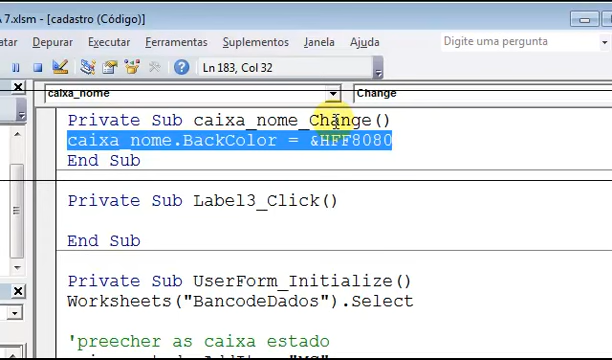 A 7.xlsm - [cadastro (Código)]
atar Depurar Executar Ferramentas Suplementos Janela Ajuda Digite uma pergunta
Ln 183, Col 32
caixa_nome Change
Private Sub caixa_nome_Change()
caixa_nome.BackColor = &HFF8080
End Sub
Private Sub Label3_Click()
End Sub
Private Sub UserForm_Initialize()
Worksheets("BancodeDados").Select
'preecher as caixa estado